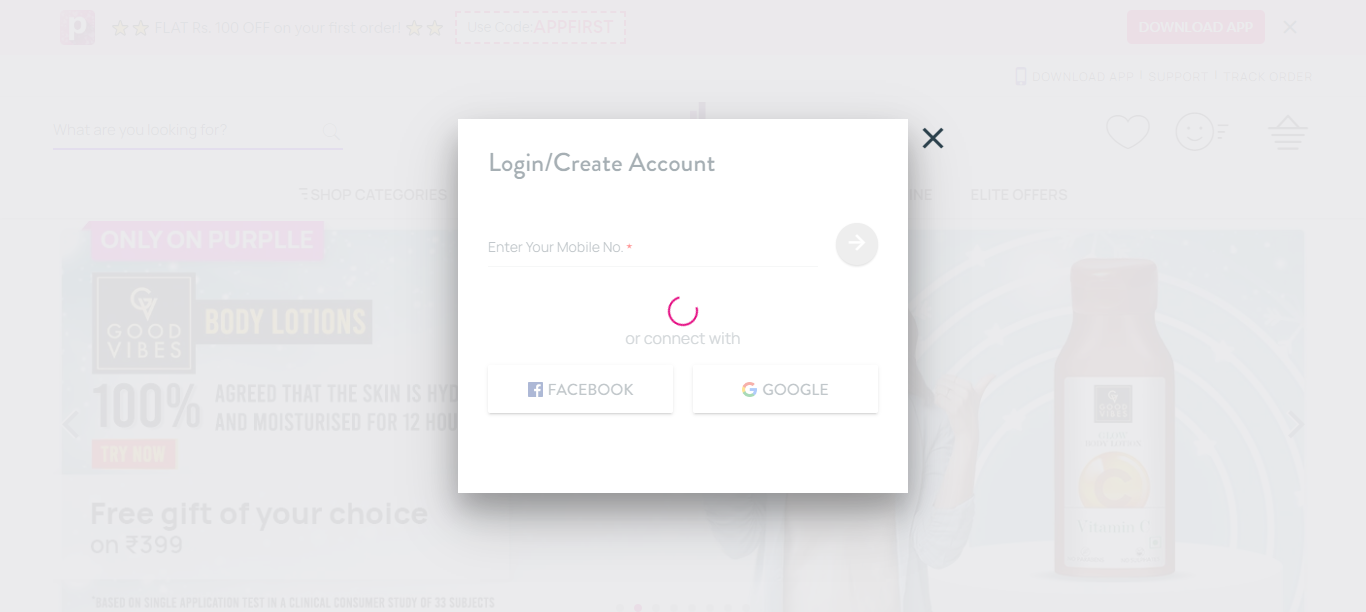 p ☆☆ FLAT Rs. 100 OFF on your first order! ☆☆ Use Code:APPFIRST DOWNLOAD APP
DOWNLOAD APP | SUPPORT | TRACK ORDER
What are you looking for?
SHOP CATEGORIES INE ELITE OFFERS
Login/Create Account
Enter Your Mobile No. *
or connect with
FACEBOOK GOOGLE
ONLY ON PURPLLE
GOOD
VIBES
BODY LOTIONS
100% AGREED THAT THE SKIN IS HYD
AND MOISTURISED FOR 12 HOU
TRY NOW
Free gift of your choice
on ₹399
*BASED ON SINGLE APPLICATION TEST IN A CLINICAL CONSUMER STUDY OF 33 SUBJECTS
BODY LOTION
Vitamin C